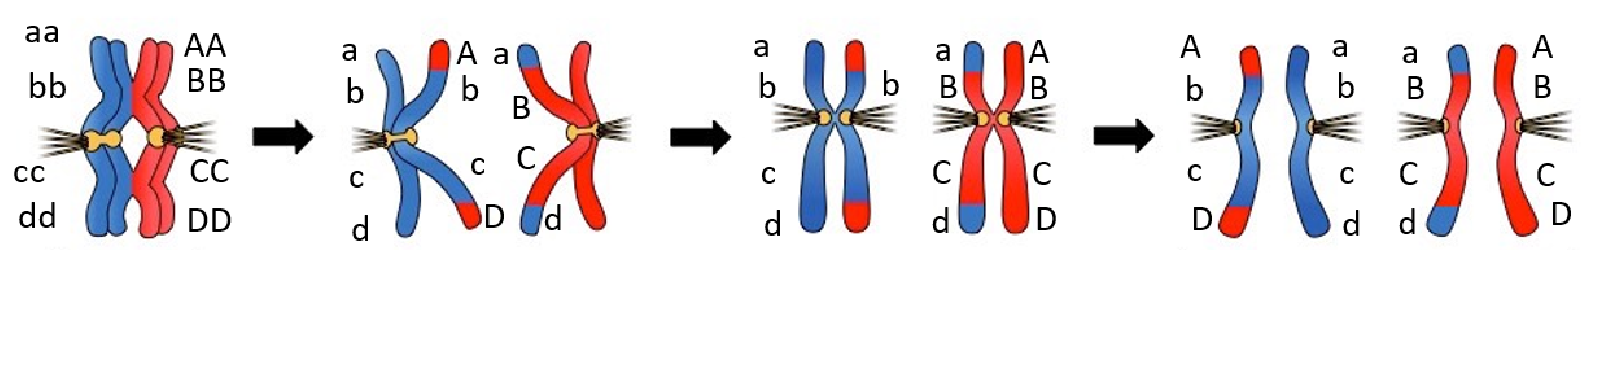 aa AA
bb BB
cc CC
dd DD
a A a
b b B
c c C
d D d
a a A
b b B B
c C C
d d D
A a a A
b b B B
c c C C
D d d D